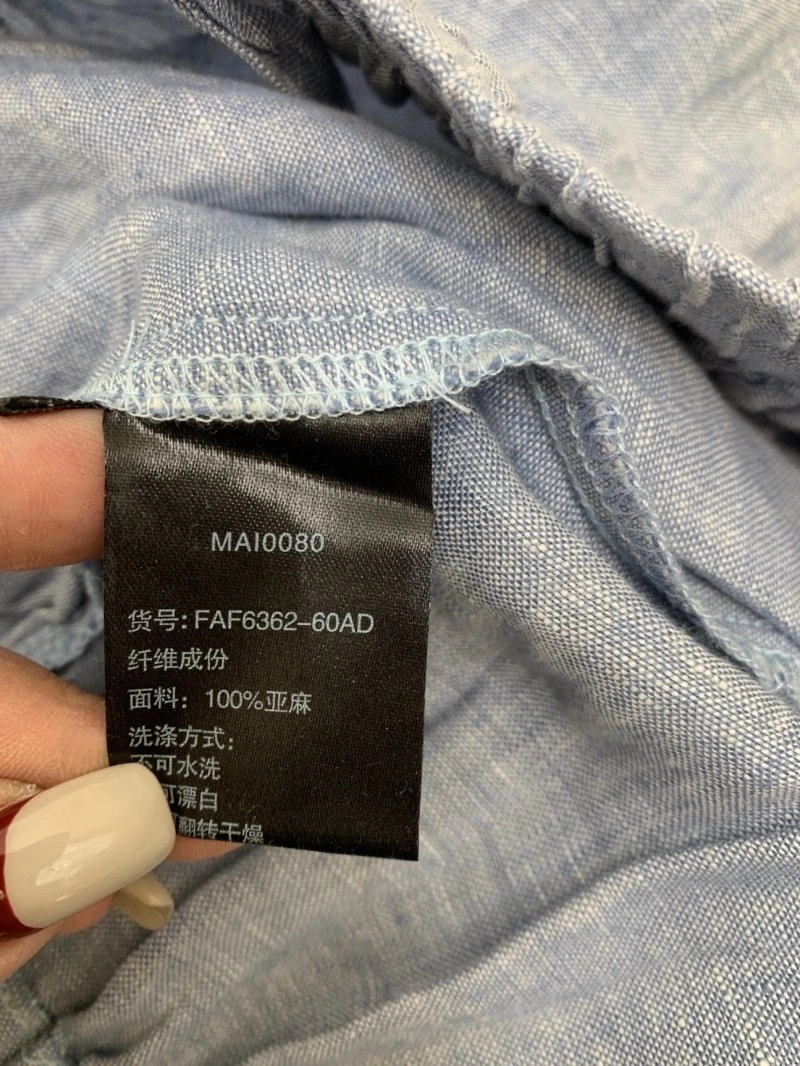 MAI0080
货号:FAF6362-60AD
纤维成份
面料：100%亚麻
洗涤方式:
不可水洗
可漂白
翻转干燥